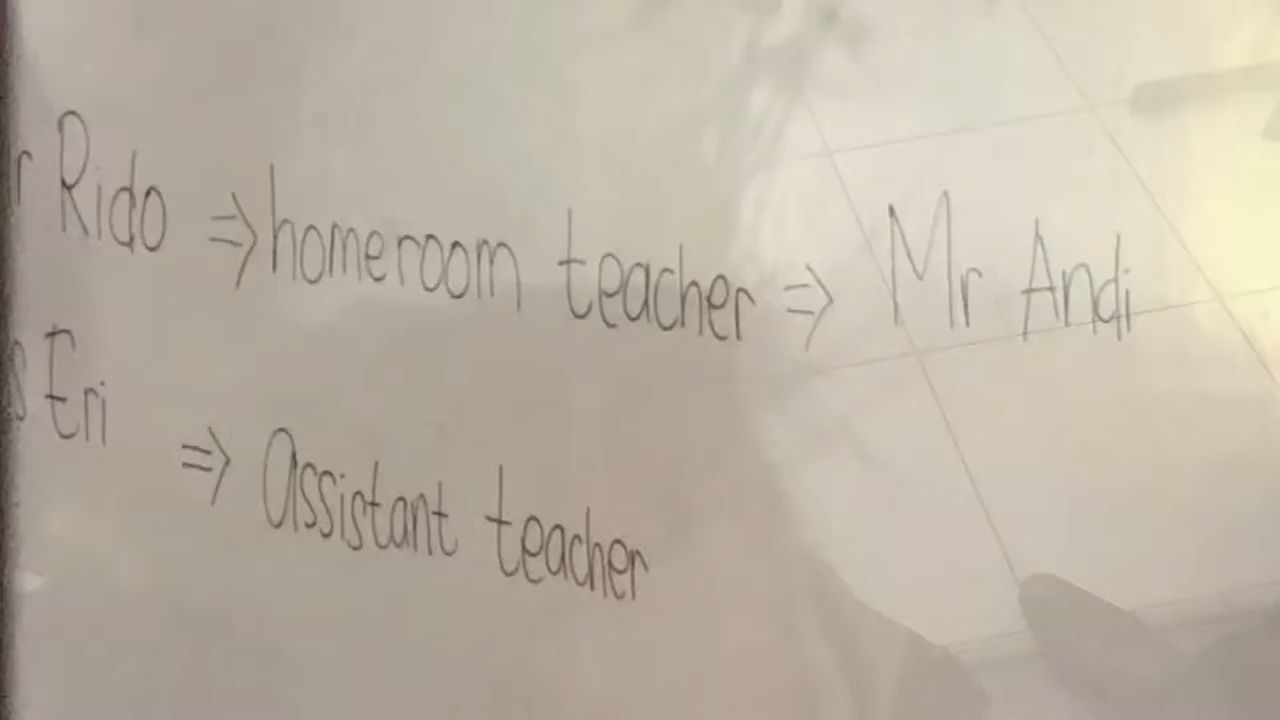 r Rido ⇒ homeroom teacher ⇒ Mr Andi
s Eri ⇒ assistant teacher